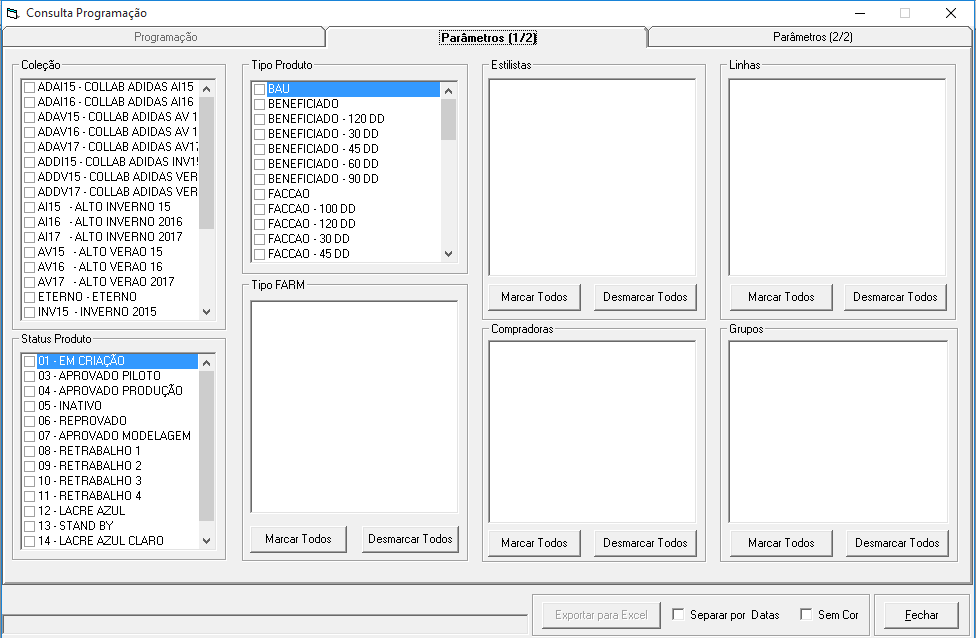 Consulta Programação
Programação
Parâmetros (1/2)
Parâmetros (2/2)
Coleção
ADAI15 - COLLAB ADIDAS AI15
ADAI16 - COLLAB ADIDAS AI16
ADAV15 - COLLAB ADIDAS AV 1
ADAV16 - COLLAB ADIDAS AV 1
ADAV17 - COLLAB ADIDAS AV17
ADDI15 - COLLAB ADIDAS INV1
ADDV15 - COLLAB ADIDAS VER
ADDV17 - COLLAB ADIDAS VER
AI15 - ALTO INVERNO 15
AI16 - ALTO INVERNO 2016
AI17 - ALTO INVERNO 2017
AV15 - ALTO VERAO 15
AV16 - ALTO VERAO 16
AV17 - ALTO VERAO 2017
ETERNO - ETERNO
INV15 - INVERNO 2015
Status Produto
01 - EM CRIAÇÃO
03 - APROVADO PILOTO
04 - APROVADO PRODUÇÃO
05 - INATIVO
06 - REPROVADO
07 - APROVADO MODELAGEM
08 - RETRABALHO 1
09 - RETRABALHO 2
10 - RETRABALHO 3
11 - RETRABALHO 4
12 - LACRE AZUL
13 - STAND BY
14 - LACRE AZUL CLARO
Tipo Produto
BAU
BENEFICIADO
BENEFICIADO - 120 DD
BENEFICIADO - 30 DD
BENEFICIADO - 45 DD
BENEFICIADO - 60 DD
BENEFICIADO - 90 DD
FACCAO
FACCAO - 100 DD
FACCAO - 120 DD
FACCAO - 30 DD
FACCAO - 45 DD
Tipo FARM
Marcar Todos
Desmarcar Todos
Estilistas
Marcar Todos
Desmarcar Todos
Compradoras
Marcar Todos
Desmarcar Todos
Linhas
Marcar Todos
Desmarcar Todos
Grupos
Marcar Todos
Desmarcar Todos
Exportar para Excel
Separar por Datas
Sem Cor
Fechar